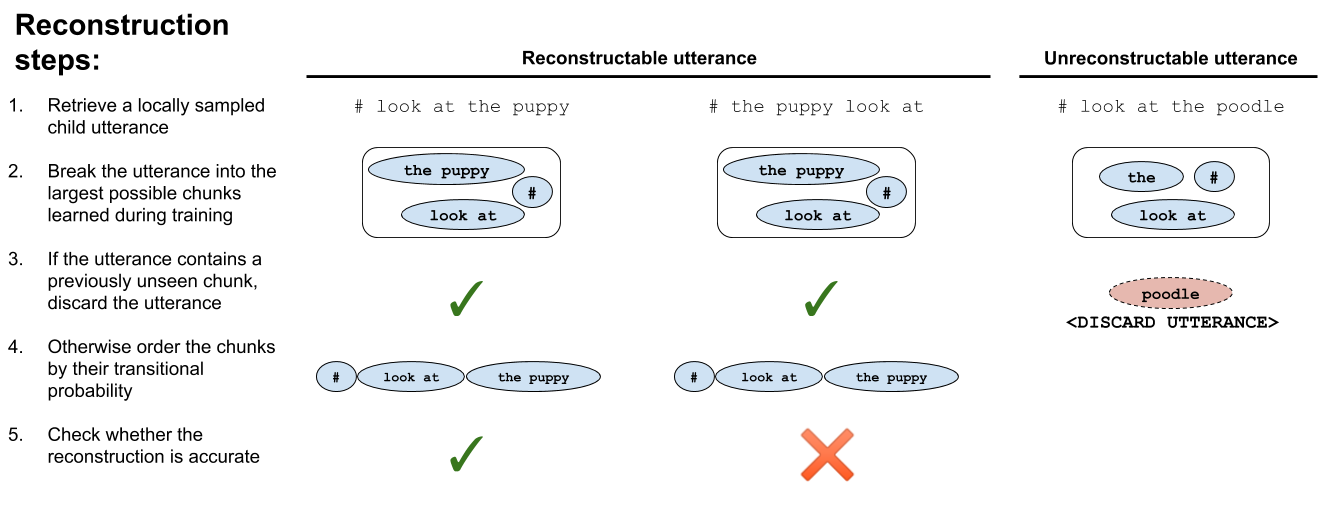 Reconstruction
steps:
Reconstructable utterance
Unreconstructable utterance
1. Retrieve a locally sampled
child utterance
# look at the puppy
# the puppy look at
# look at the poodle
2. Break the utterance into the
largest possible chunks
learned during training
the puppy
#
look at
the puppy
#
look at
the
#
look at
3. If the utterance contains a
previously unseen chunk,
discard the utterance
poodle
<DISCARD UTTERANCE>
4. Otherwise order the chunks
by their transitional
probability
# look at the puppy
# look at the puppy
5. Check whether the
reconstruction is accurate